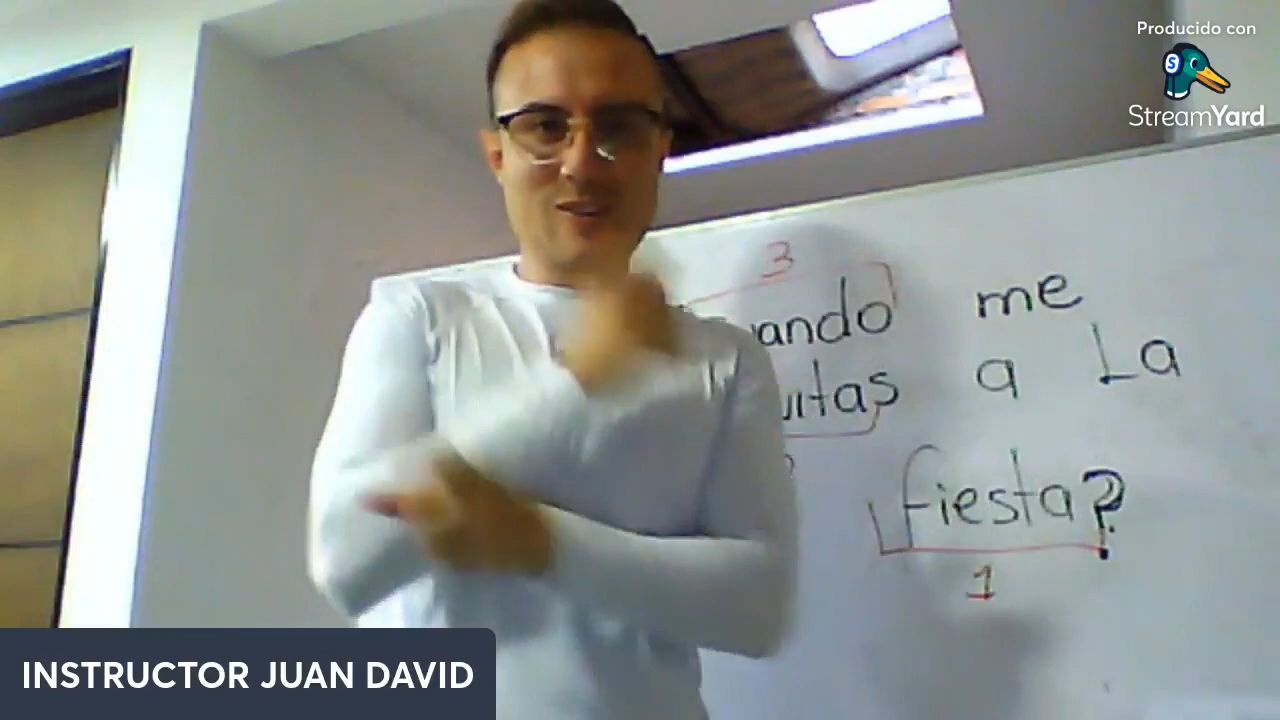 Producido con
StreamYard
3
me
a La
fiesta?
1
INSTRUCTOR JUAN DAVID